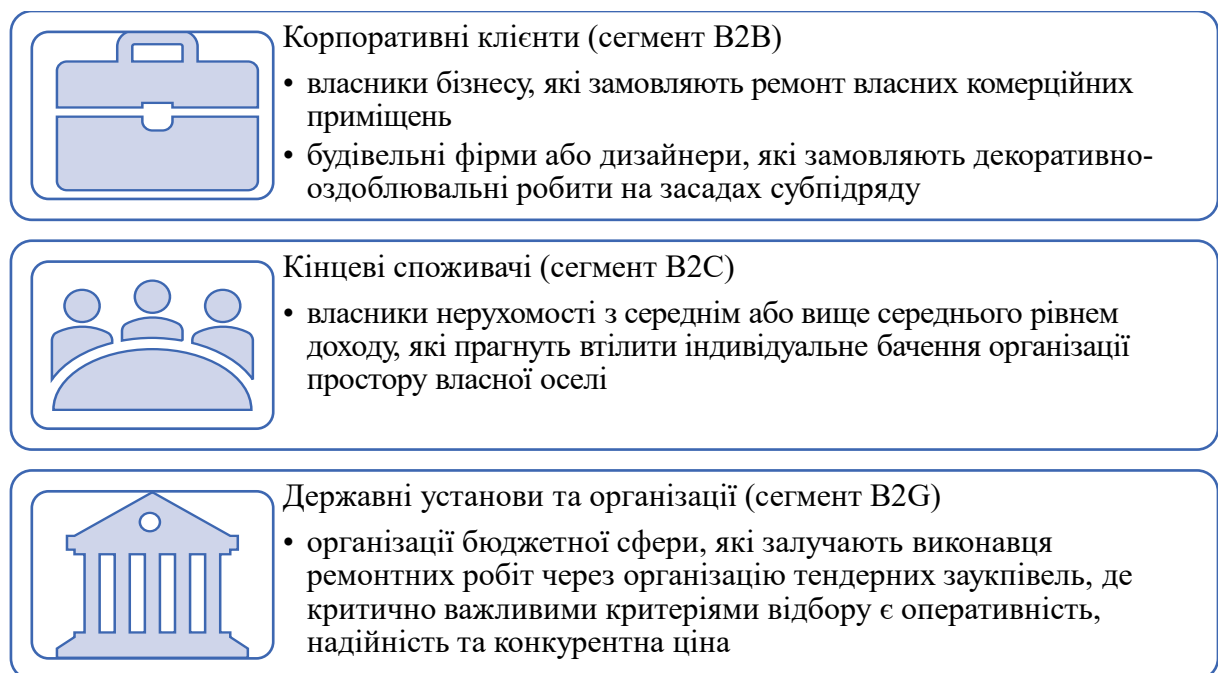 Корпоративні клієнти (сегмент B2B)
• власники бізнесу, які замовляють ремонт власних комерційних
приміщень
• будівельні фірми або дизайнери, які замовляють декоративно-
оздоблювальні робити на засадах субпідряду
Кінцеві споживачі (сегмент B2C)
• власники нерухомості з середнім або вище середнього рівнем
доходу, які прагнуть втілити індивідуальне бачення організації
простору власної оселі
Державні установи та організації (сегмент B2G)
• організації бюджетної сфери, які залучають виконавця
ремонтних робіт через організацію тендерних заукпівель, де
критично важливими критеріями відбору є оперативність,
надійність та конкурентна ціна